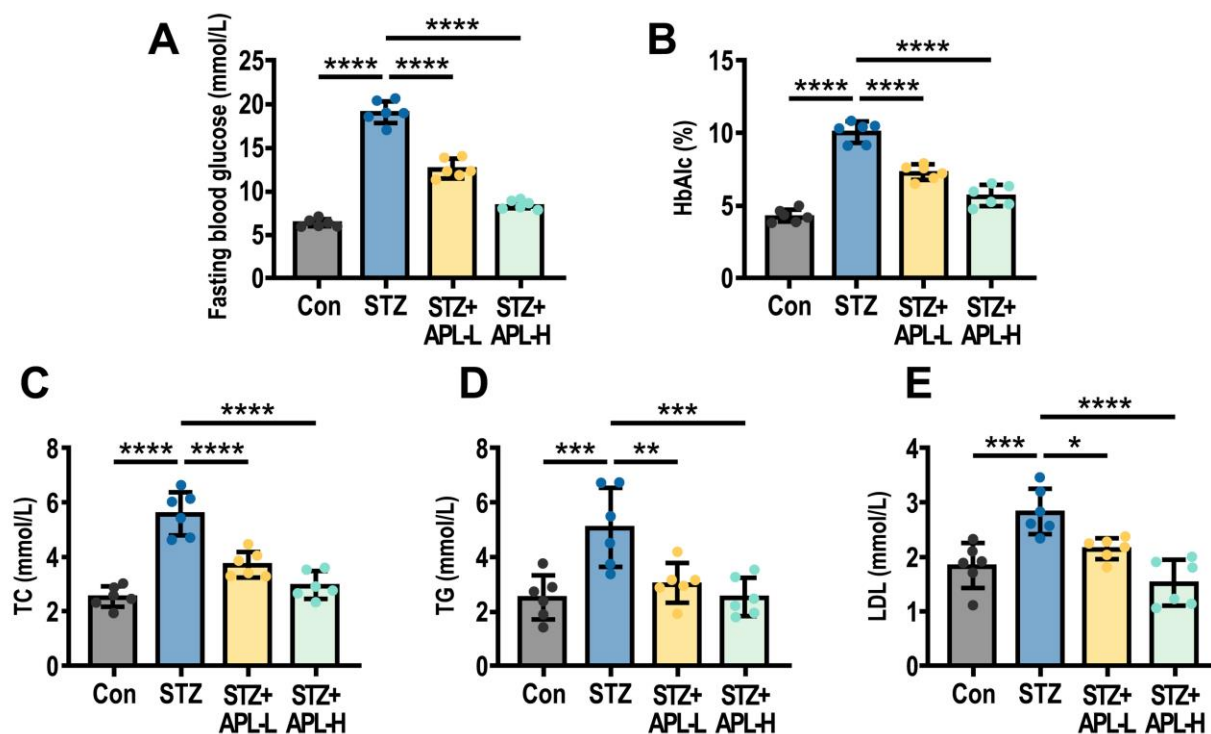 A
Fasting blood glucose (mmol/L)
25
20
15
10
5
0
****
**** ****
Con STZ STZ+ STZ+
APL-L APL-H
B
HbAlc (%)
15
10
5
0
****
**** ****
Con STZ STZ+ STZ+
APL-L APL-H
C
TC (mmol/L)
8
6
4
2
0
****
**** ****
Con STZ STZ+ STZ+
APL-L APL-H
D
TG (mmol/L)
8
6
4
2
0
***
*** **
Con STZ STZ+ STZ+
APL-L APL-H
E
LDL (mmol/L)
4
3
2
1
0
****
*** *
Con STZ STZ+ STZ+
APL-L APL-H